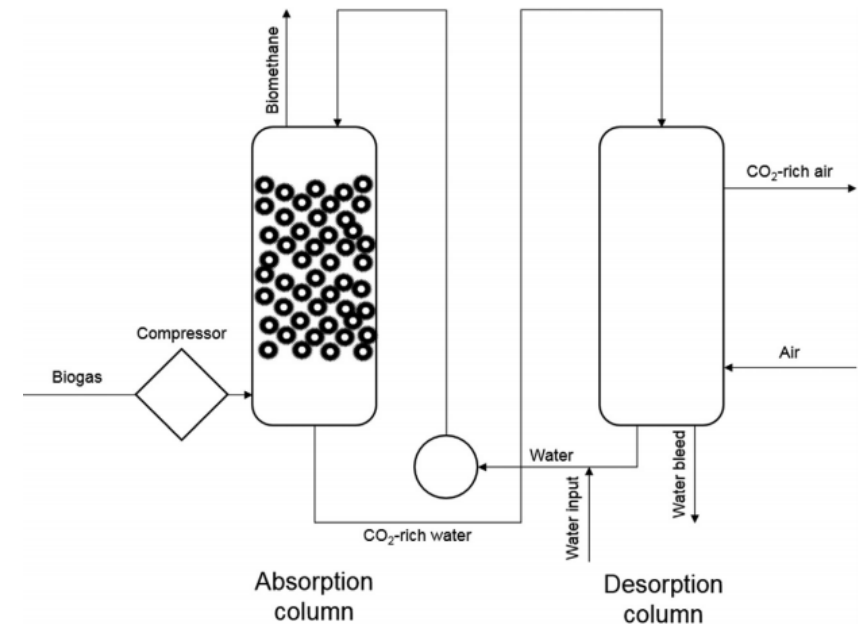 Biomethane
CO₂-rich air
Compressor
Air
Biogas
Water
Water input
Water bleed
CO₂-rich water
Absorption
column
Desorption
column